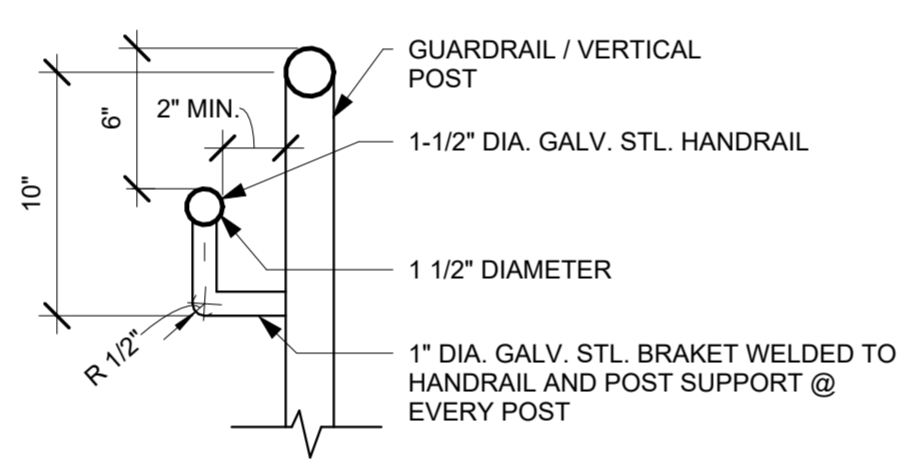 GUARDRAIL / VERTICAL
POST
2" MIN.
6"
1-1/2" DIA. GALV. STL. HANDRAIL
10"
1 1/2" DIAMETER
R 1/2"
1" DIA. GALV. STL. BRAKET WELDED TO
HANDRAIL AND POST SUPPORT @
EVERY POST